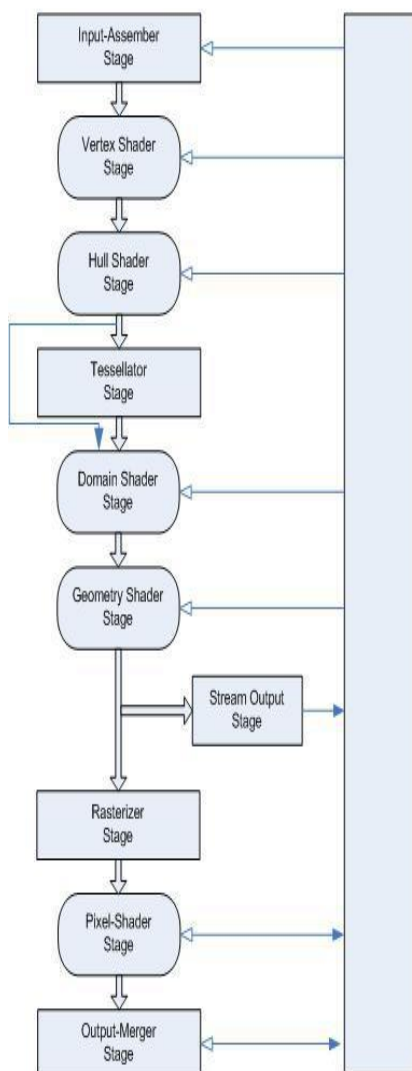 Input-Assember
Stage
Vertex Shader
Stage
Hull Shader
Stage
Tessellator
Stage
Domain Shader
Stage
Geometry Shader
Stage
Stream Output
Stage
Rasterizer
Stage
Pixel-Shader
Stage
Output-Merger
Stage